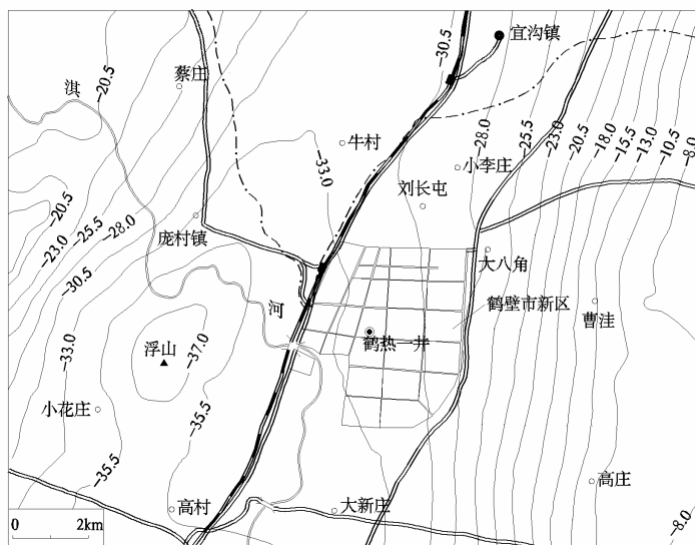 宜沟镇
-30.5
淇
-20.5
蔡庄
牛村
-28.0
-25.5
-23.0
-20.5
-18.0
-15.5
-13.0
-10.5
-8.0
-33.0
小李庄
刘长屯
-20.5
-23.0
-25.5
-28.0
庞村镇
-30.5
大八角
河
鹤壁市新区
曹洼
-33.0
浮山
-37.0
鹤热一井
小花庄
-35.5
-35.5
高庄
高村
大新庄
0 2km
-8.0